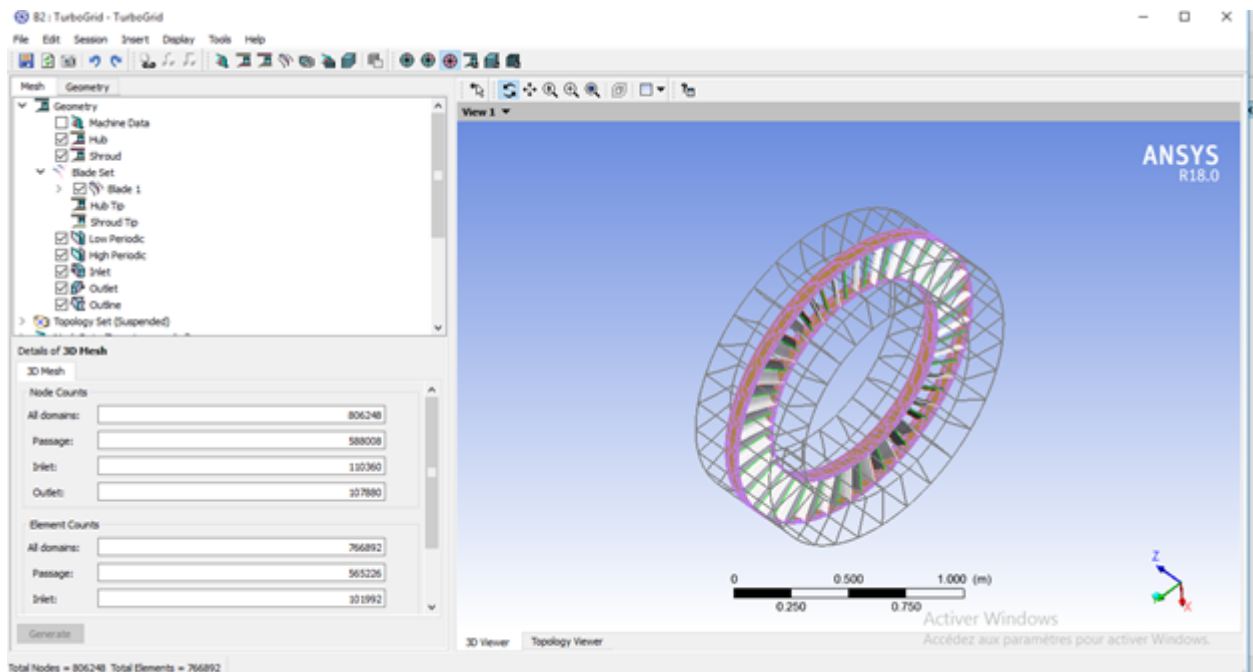 B2 : TurboGrid - TurboGrid
File Edit Session Insert Display Tools Help
Mesh Geometry
Geometry
Machine Data
Hub
Shroud
Blade Set
Blade 1
Hub Tip
Shroud Tip
Low Periodic
High Periodic
Inlet
Outlet
Outline
Topology Set (Suspended)
Details of 3D Mesh
3D Mesh
Node Counts
All domains: 806248
Passage: 588008
Inlet: 110360
Outlet: 107880
Element Counts
All domains: 766892
Passage: 565226
Inlet: 101992
Generate
Total Nodes = 806248 Total Elements = 766892
View 1
ANSYS
R18.0
0 0.500 1.000 (m)
0.250 0.750
Z
X
Activer Windows
Accédez aux paramètres pour activer Windows.
3D Viewer Topology Viewer